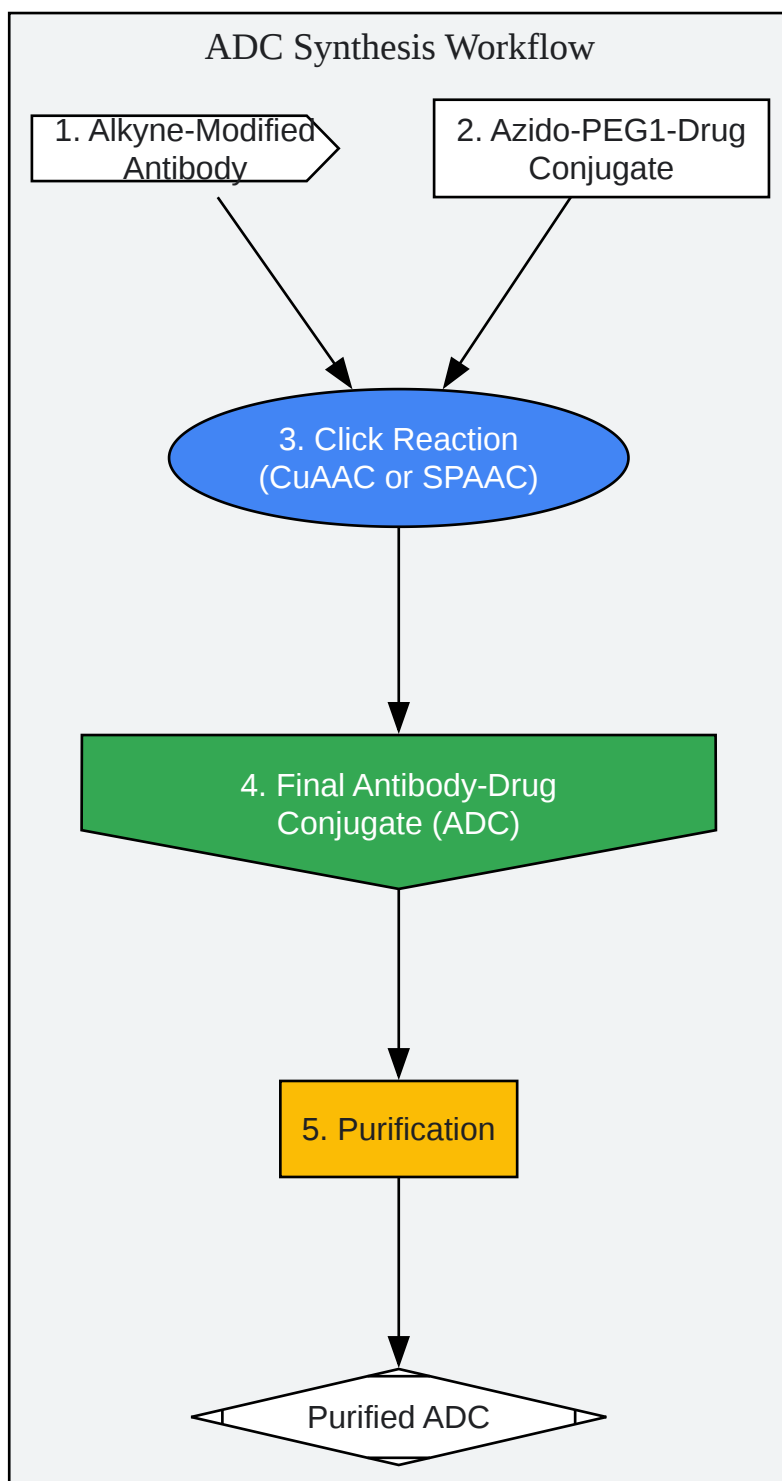 ADC Synthesis Workflow
1. Alkyne-Modified
Antibody
2. Azido-PEG1-Drug
Conjugate
3. Click Reaction
(CuAAC or SPAAC)
4. Final Antibody-Drug
Conjugate (ADC)
5. Purification
Purified ADC